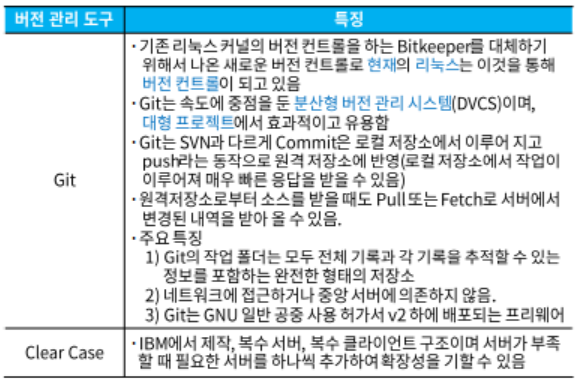 버전 관리 도구 특징
· 기존 리눅스 커널의 버전 컨트롤을 하는 Bitkeeper를 대체하기
위해서 나온 새로운 버전 컨트롤로 현재의 리눅스는 이것을 통해
버전 컨트롤이 되고 있음
· Git는 속도에 중점을 둔 분산형 버전 관리 시스템(DVCS)이며,
대형 프로젝트에서 효과적이고 유용함
· Git는 SVN과 다르게 Commit은 로컬 저장소에서 이루어 지고
push라는 동작으로 원격 저장소에 반영(로컬 저장소에서 작업이
이루어져 매우 빠른 응답을 받을 수 있음)
Git
· 원격저장소로부터 소스를 받을 때도 Pull 또는 Fetch로 서버에서
변경된 내역을 받아 올 수 있음.
· 주요 특징
1) Git의 작업 폴더는 모두 전체 기록과 각 기록을 추적할 수 있는
정보를 포함하는 완전한 형태의 저장소
2) 네트워크에 접근하거나 중앙 서버에 의존하지 않음.
3) Git는 GNU 일반 공중 사용 허가서 v2 하에 배포되는 프리웨어
Clear Case
· IBM에서 제작, 복수 서버, 복수 클라이언트 구조이며 서버가 부족
할 때 필요한 서버를 하나씩 추가하여 확장성을 기할 수 있음